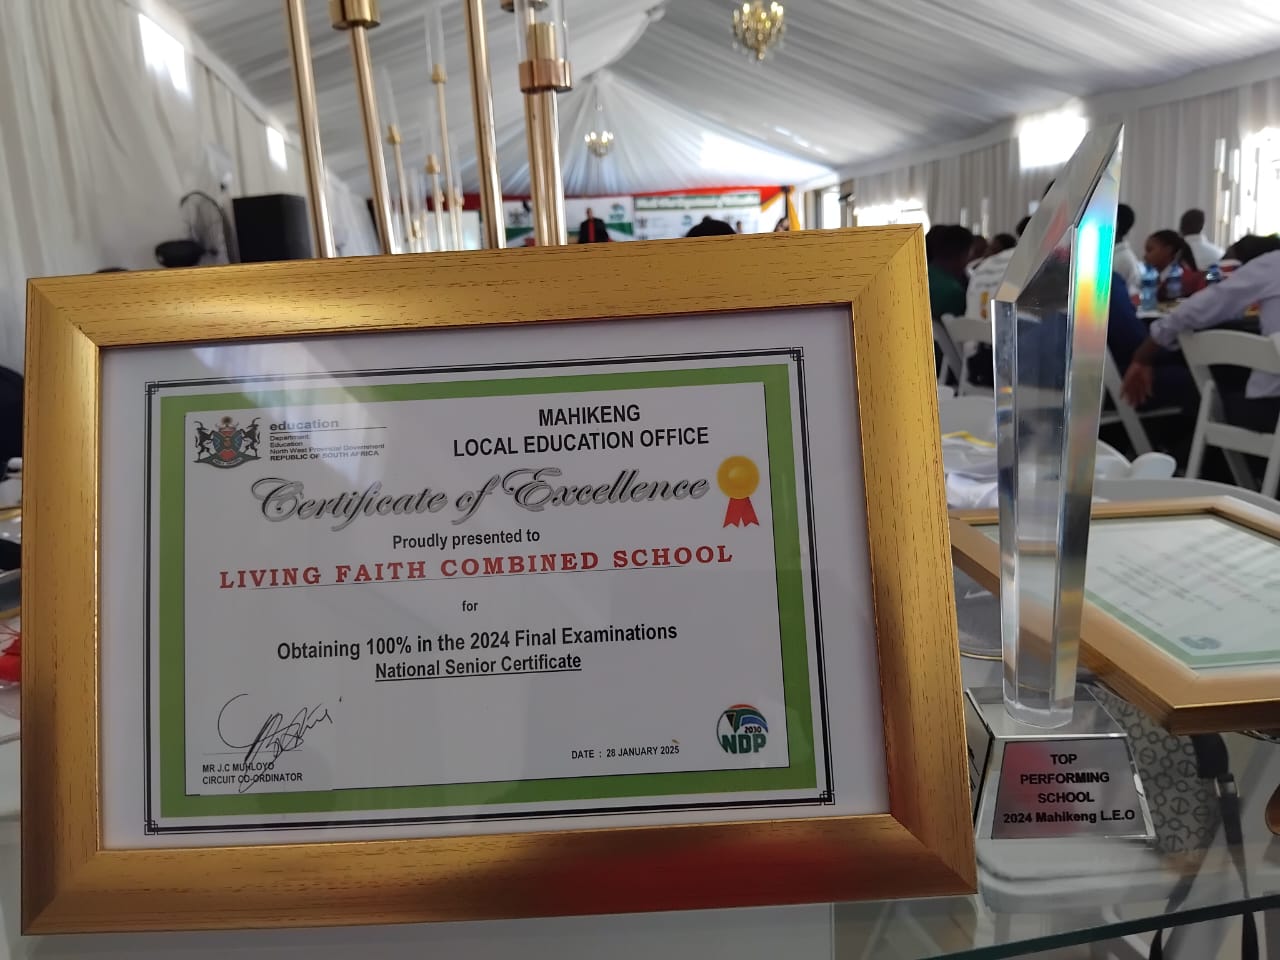 education
Department
Education
North West Provincial Government
REPUBLIC OF SOUTH AFRICA
MAHIKENG
LOCAL EDUCATION OFFICE
Certificate of Excellence
Proudly presented to
LIVING FAITH COMBINED SCHOOL
for
Obtaining 100% in the 2024 Final Examinations
National Senior Certificate
MR J.C MUHLOYO
CIRCUIT CO-ORDINATOR
DATE : 28 JANUARY 2025
2030
NDP
TOP
PERFORMING
SCHOOL
2024 Mahikeng L.E.O